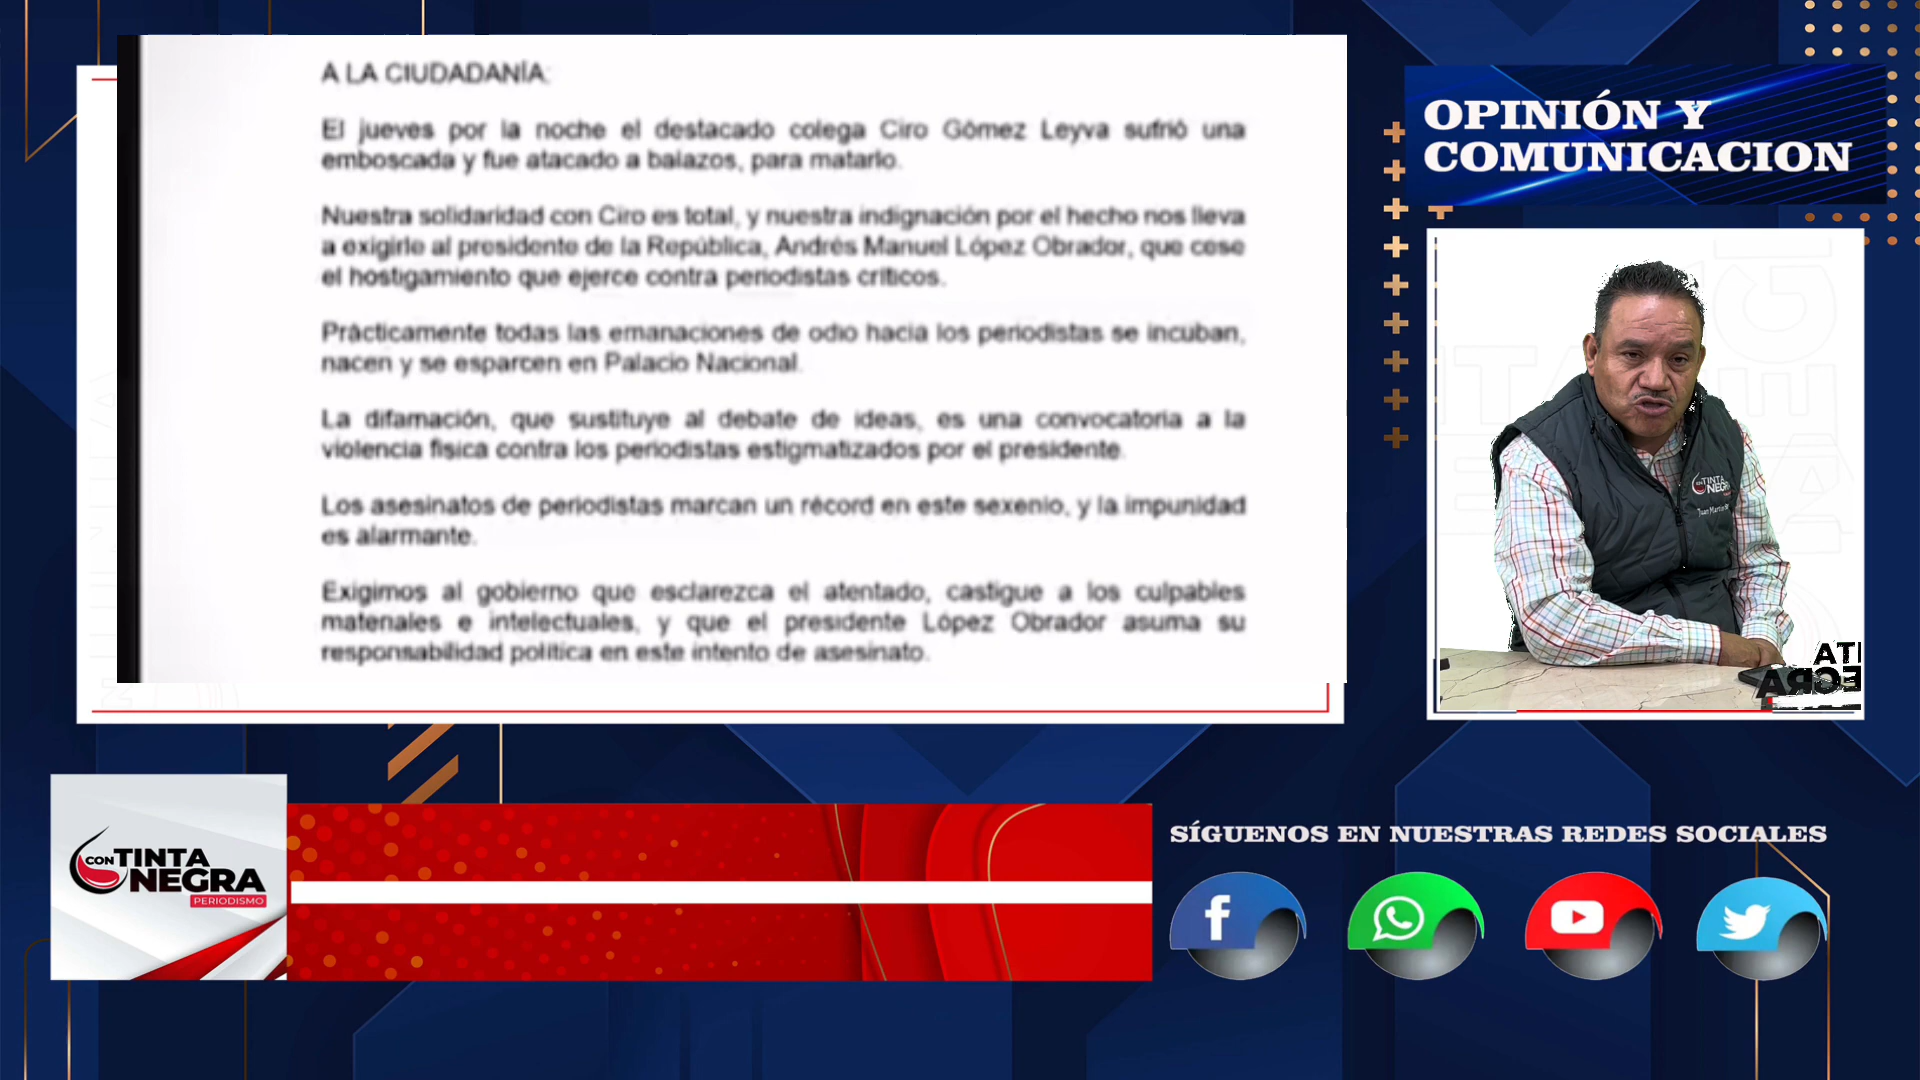 A LA CIUDADANÍA:
El jueves por la noche el destacado colega Ciro Gómez Leyva sufrió una
emboscada y fue atacado a balazos, para matarlo.
Nuestra solidaridad con Ciro es total, y nuestra indignación por el hecho nos lleva
a exigirle al presidente de la República, Andrés Manuel López Obrador, que cese
el hostigamiento que ejerce contra periodistas críticos.
Prácticamente todas las emanaciones de odio hacia los periodistas se incuban,
nacen y se esparcen en Palacio Nacional.
La difamación, que sustituye al debate de ideas, es una convocatoria a la
violencia física contra los periodistas estigmatizados por el presidente.
Los asesinatos de periodistas marcan un récord en este sexenio, y la impunidad
es alarmante.
Exigimos al gobierno que esclarezca el atentado, castigue a los culpables
materiales e intelectuales, y que el presidente López Obrador asuma su
responsabilidad política en este intento de asesinato.
OPINIÓN Y
COMUNICACION
CON TINTA
NEGRA
Juan Martín
CON TINTA
NEGRA
PERIODISMO
SÍGUENOS EN NUESTRAS REDES SOCIALES